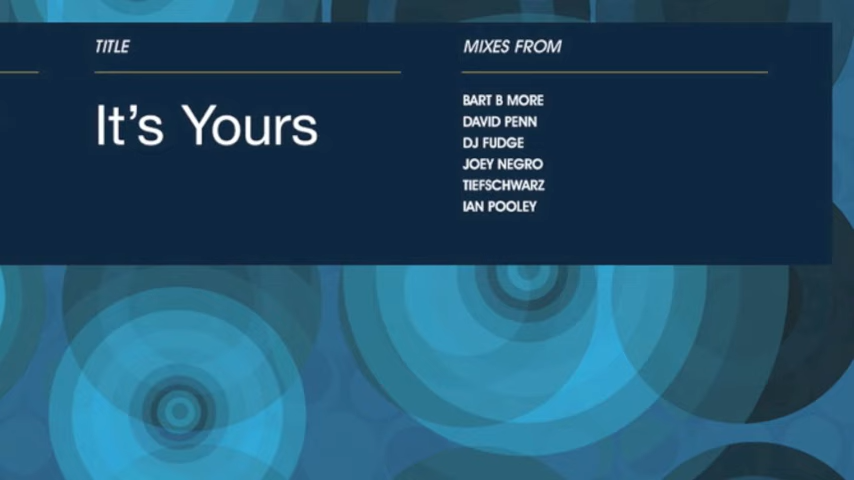 TITLE
It’s Yours
MIXES FROM
BART B MORE
DAVID PENN
DJ FUDGE
JOEY NEGRO
TIEFSCHWARZ
IAN POOLEY